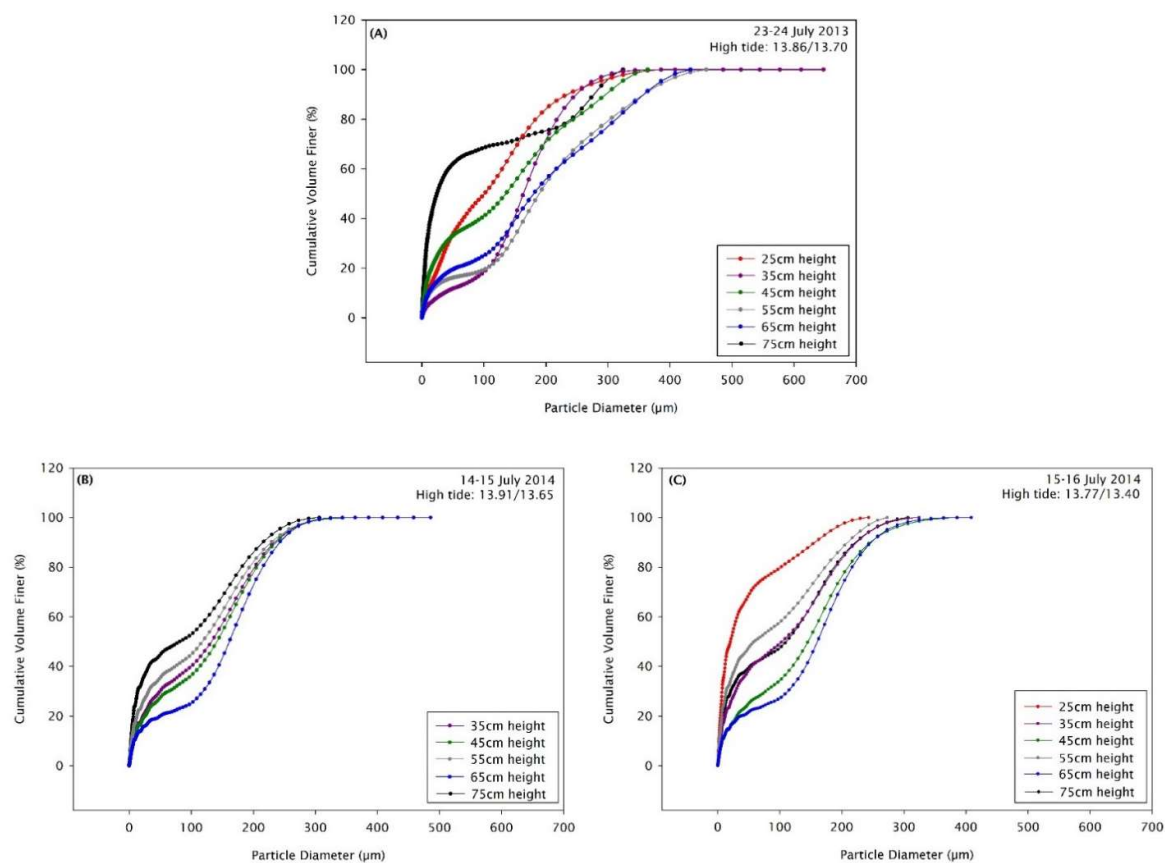 (A)
23-24 July 2013
High tide: 13.86/13.70
Cumulative Volume Finer (%)
120
100
80
60
40
20
0
25cm height
35cm height
45cm height
55cm height
65cm height
75cm height
0 100 200 300 400 500 600 700
Particle Diameter (µm)
(B)
14-15 July 2014
High tide: 13.91/13.65
Cumulative Volume Finer (%)
120
100
80
60
40
20
0
35cm height
45cm height
55cm height
65cm height
75cm height
0 100 200 300 400 500 600 700
Particle Diameter (µm)
(C)
15-16 July 2014
High tide: 13.77/13.40
Cumulative Volume Finer (%)
120
100
80
60
40
20
0
25cm height
35cm height
45cm height
55cm height
65cm height
75cm height
0 100 200 300 400 500 600 700
Particle Diameter (µm)